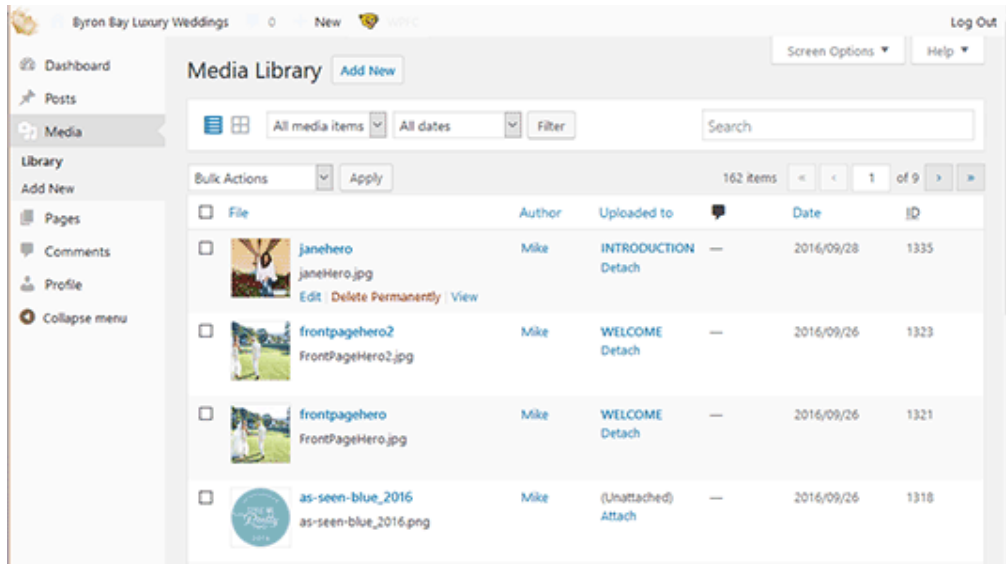 Byron Bay Luxury Weddings 0 New Log Out
Dashboard
Posts
Media
Library
Add New
Pages
Comments
Profile
Collapse menu
Screen Options Help
Media Library Add New
All media items All dates Filter Search
Bulk Actions Apply 162 items « ‹ 1 of 9 › »
File Author Uploaded to Date ID
janehero Mike INTRODUCTION — 2016/09/28 1335
janeHero.jpg Detach
Edit | Delete Permanently | View
frontpagehero2 Mike WELCOME — 2016/09/26 1323
FrontPageHero2.jpg Detach
frontpagehero Mike WELCOME — 2016/09/26 1321
FrontPageHero.jpg Detach
as-seen-blue_2016 Mike (Unattached) — 2016/09/26 1318
as-seen-blue_2016.png Attach